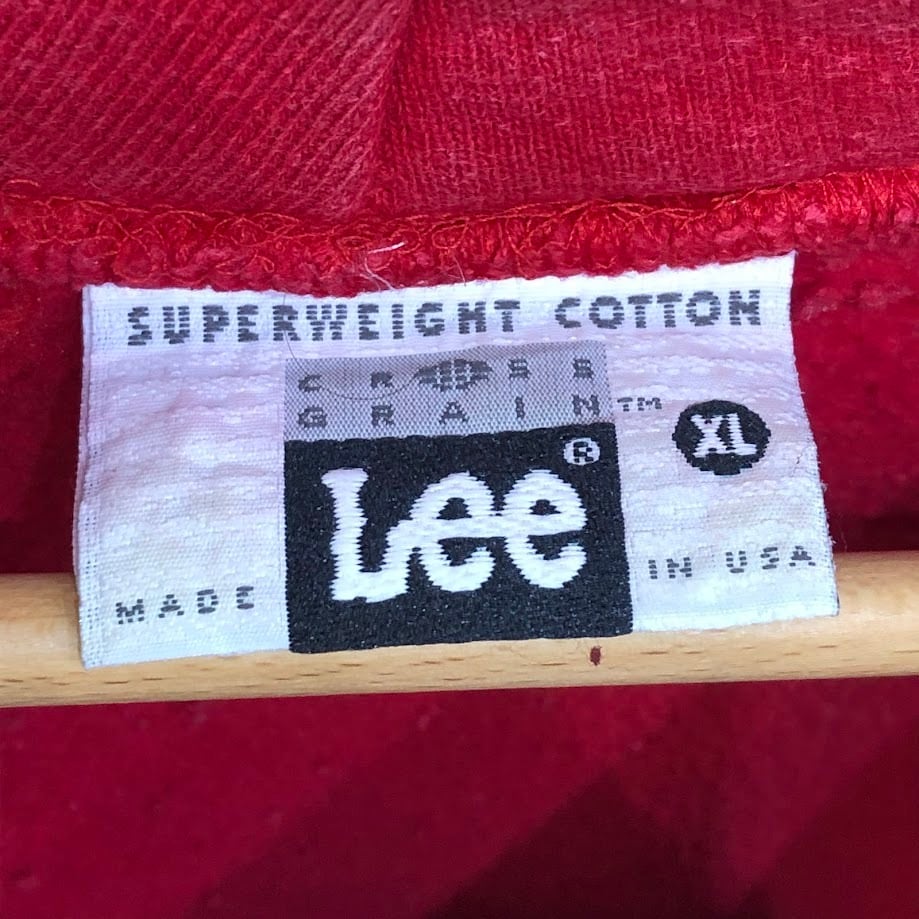 SUPERWEIGHT COTTON
CROSS
GRAIN™
Lee®
XL
MADE IN USA